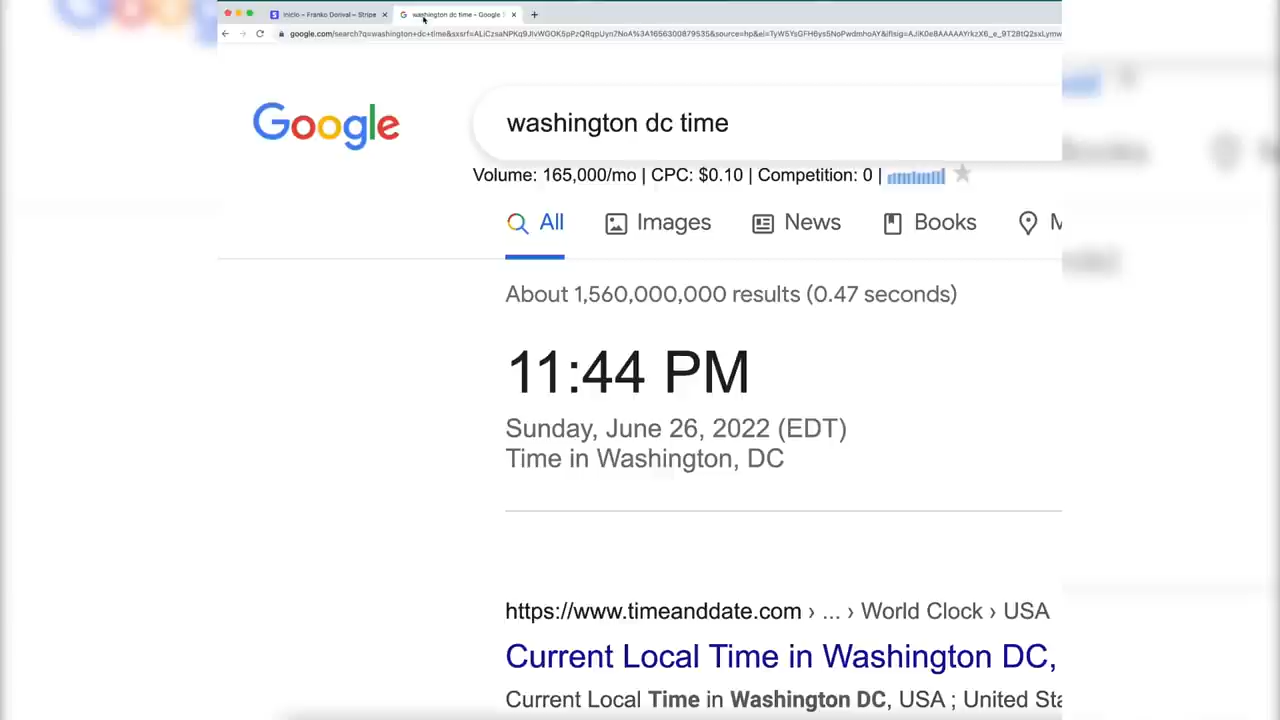 Inicio – Franko Dorival – Stripe
washington dc time - Google
washington dc time
Google
Volume: 165,000/mo | CPC: $0.10 | Competition: 0 |
All Images News Books M
About 1,560,000,000 results (0.47 seconds)
11:44 PM
Sunday, June 26, 2022 (EDT)
Time in Washington, DC
https://www.timeanddate.com › ... › World Clock › USA
Current Local Time in Washington DC,
Current Local Time in Washington DC, USA ; United Sta